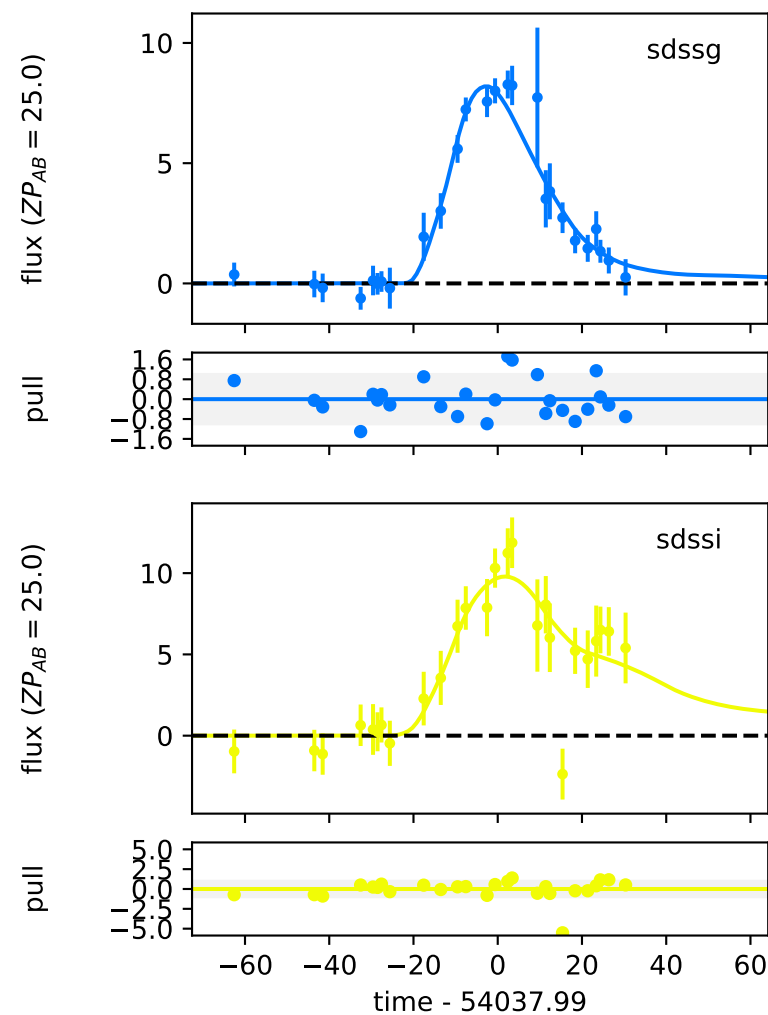 sdssg
10
5
0
flux (ZP_AB = 25.0)
1.6
0.8
0.0
−0.8
−1.6
pull
sdssi
10
5
0
flux (ZP_AB = 25.0)
5.0
2.5
0.0
−2.5
−5.0
pull
−60 −40 −20 0 20 40 60
time - 54037.99